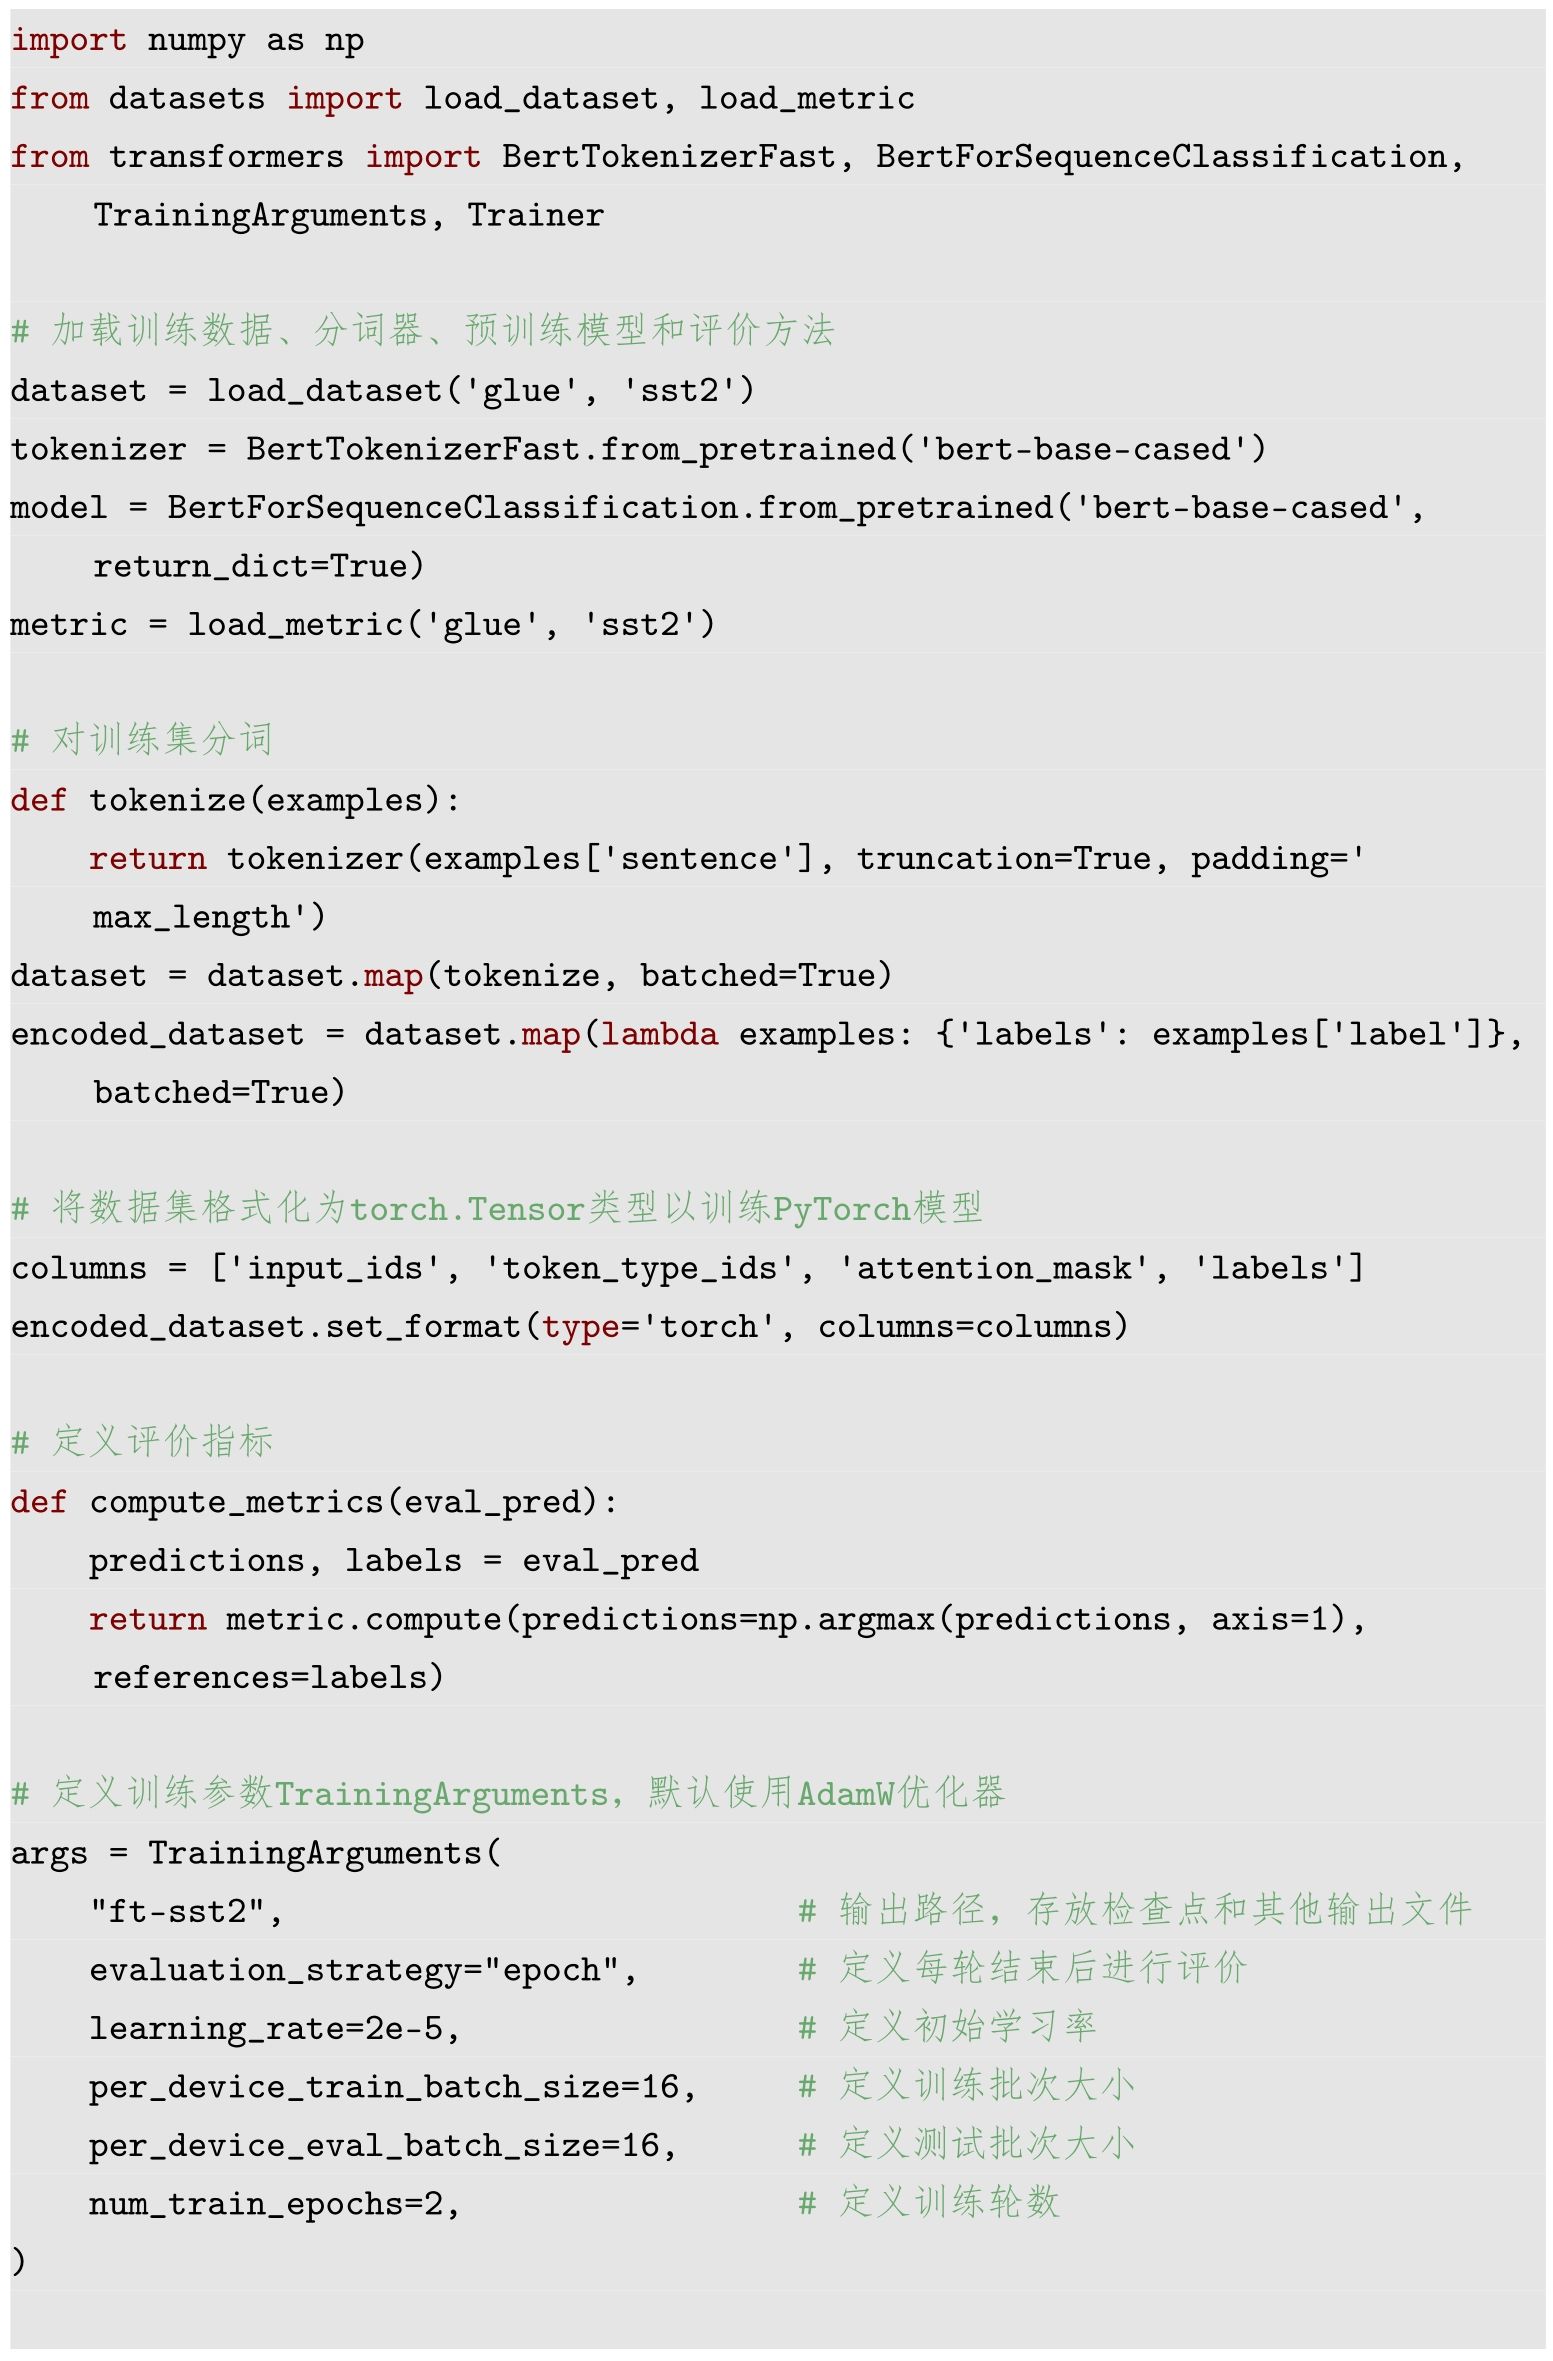 import numpy as np
from datasets import load_dataset, load_metric
from transformers import BertTokenizerFast, BertForSequenceClassification,
    TrainingArguments, Trainer

# 加载训练数据、分词器、预训练模型和评价方法
dataset = load_dataset('glue', 'sst2')
tokenizer = BertTokenizerFast.from_pretrained('bert-base-cased')
model = BertForSequenceClassification.from_pretrained('bert-base-cased',
    return_dict=True)
metric = load_metric('glue', 'sst2')

# 对训练集分词
def tokenize(examples):
    return tokenizer(examples['sentence'], truncation=True, padding='
    max_length')
dataset = dataset.map(tokenize, batched=True)
encoded_dataset = dataset.map(lambda examples: {'labels': examples['label']},
    batched=True)

# 将数据集格式化为torch.Tensor类型以训练PyTorch模型
columns = ['input_ids', 'token_type_ids', 'attention_mask', 'labels']
encoded_dataset.set_format(type='torch', columns=columns)

# 定义评价指标
def compute_metrics(eval_pred):
    predictions, labels = eval_pred
    return metric.compute(predictions=np.argmax(predictions, axis=1),
    references=labels)

# 定义训练参数TrainingArguments，默认使用AdamW优化器
args = TrainingArguments(
    "ft-sst2",                          # 输出路径，存放检查点和其他输出文件
    evaluation_strategy="epoch",        # 定义每轮结束后进行评价
    learning_rate=2e-5,                 # 定义初始学习率
    per_device_train_batch_size=16,     # 定义训练批次大小
    per_device_eval_batch_size=16,      # 定义测试批次大小
    num_train_epochs=2,                 # 定义训练轮数
)